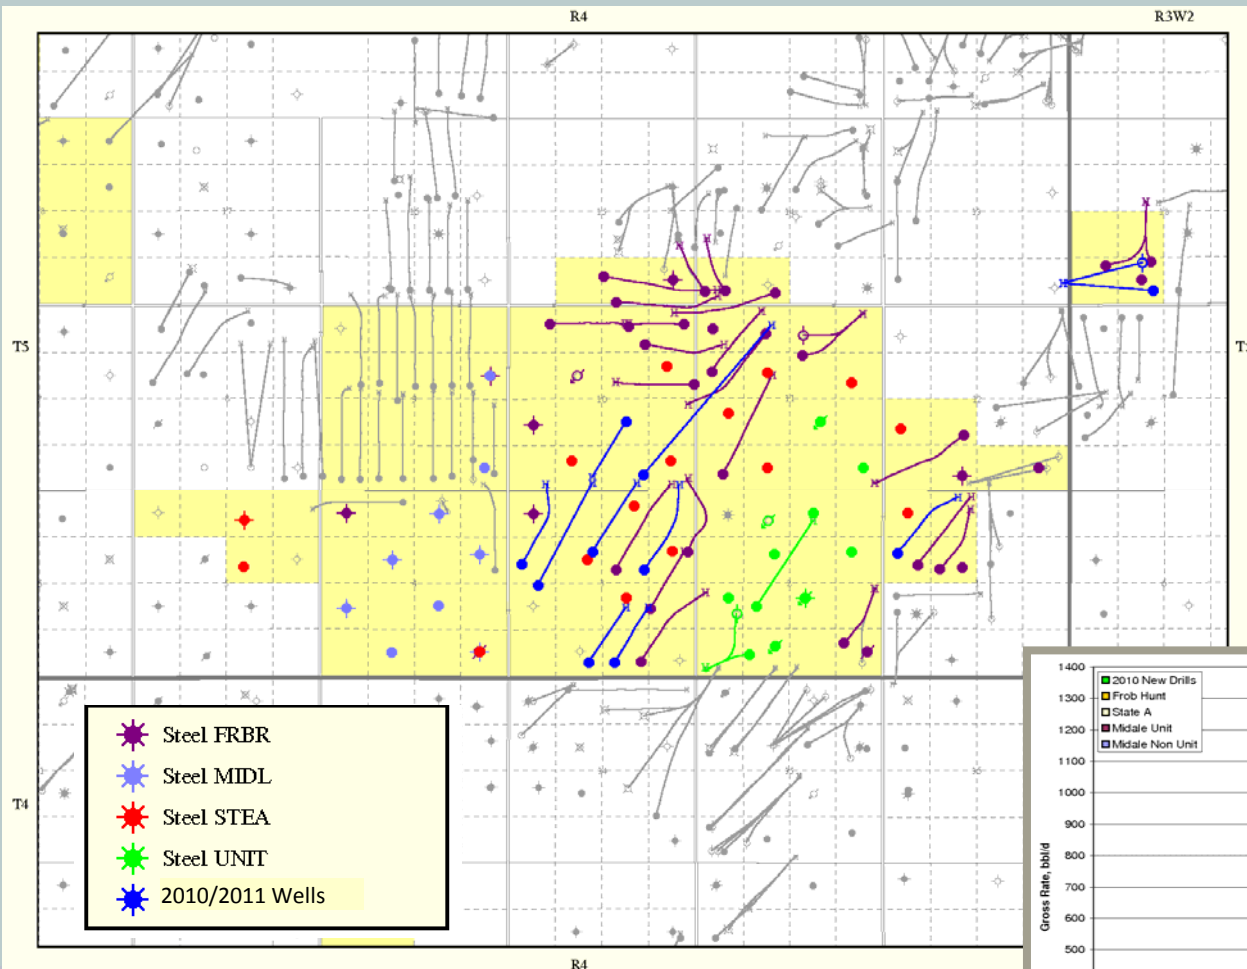 R4
R3W2
T5
T4
R4
Steel FRBR
Steel MIDL
Steel STEA
Steel UNIT
2010/2011 Wells
2010 New Drills
Frob Hunt
State A
Midale Unit
Midale Non Unit
Gross Rate, bbl/d
1400
1300
1200
1100
1000
900
800
700
600
500